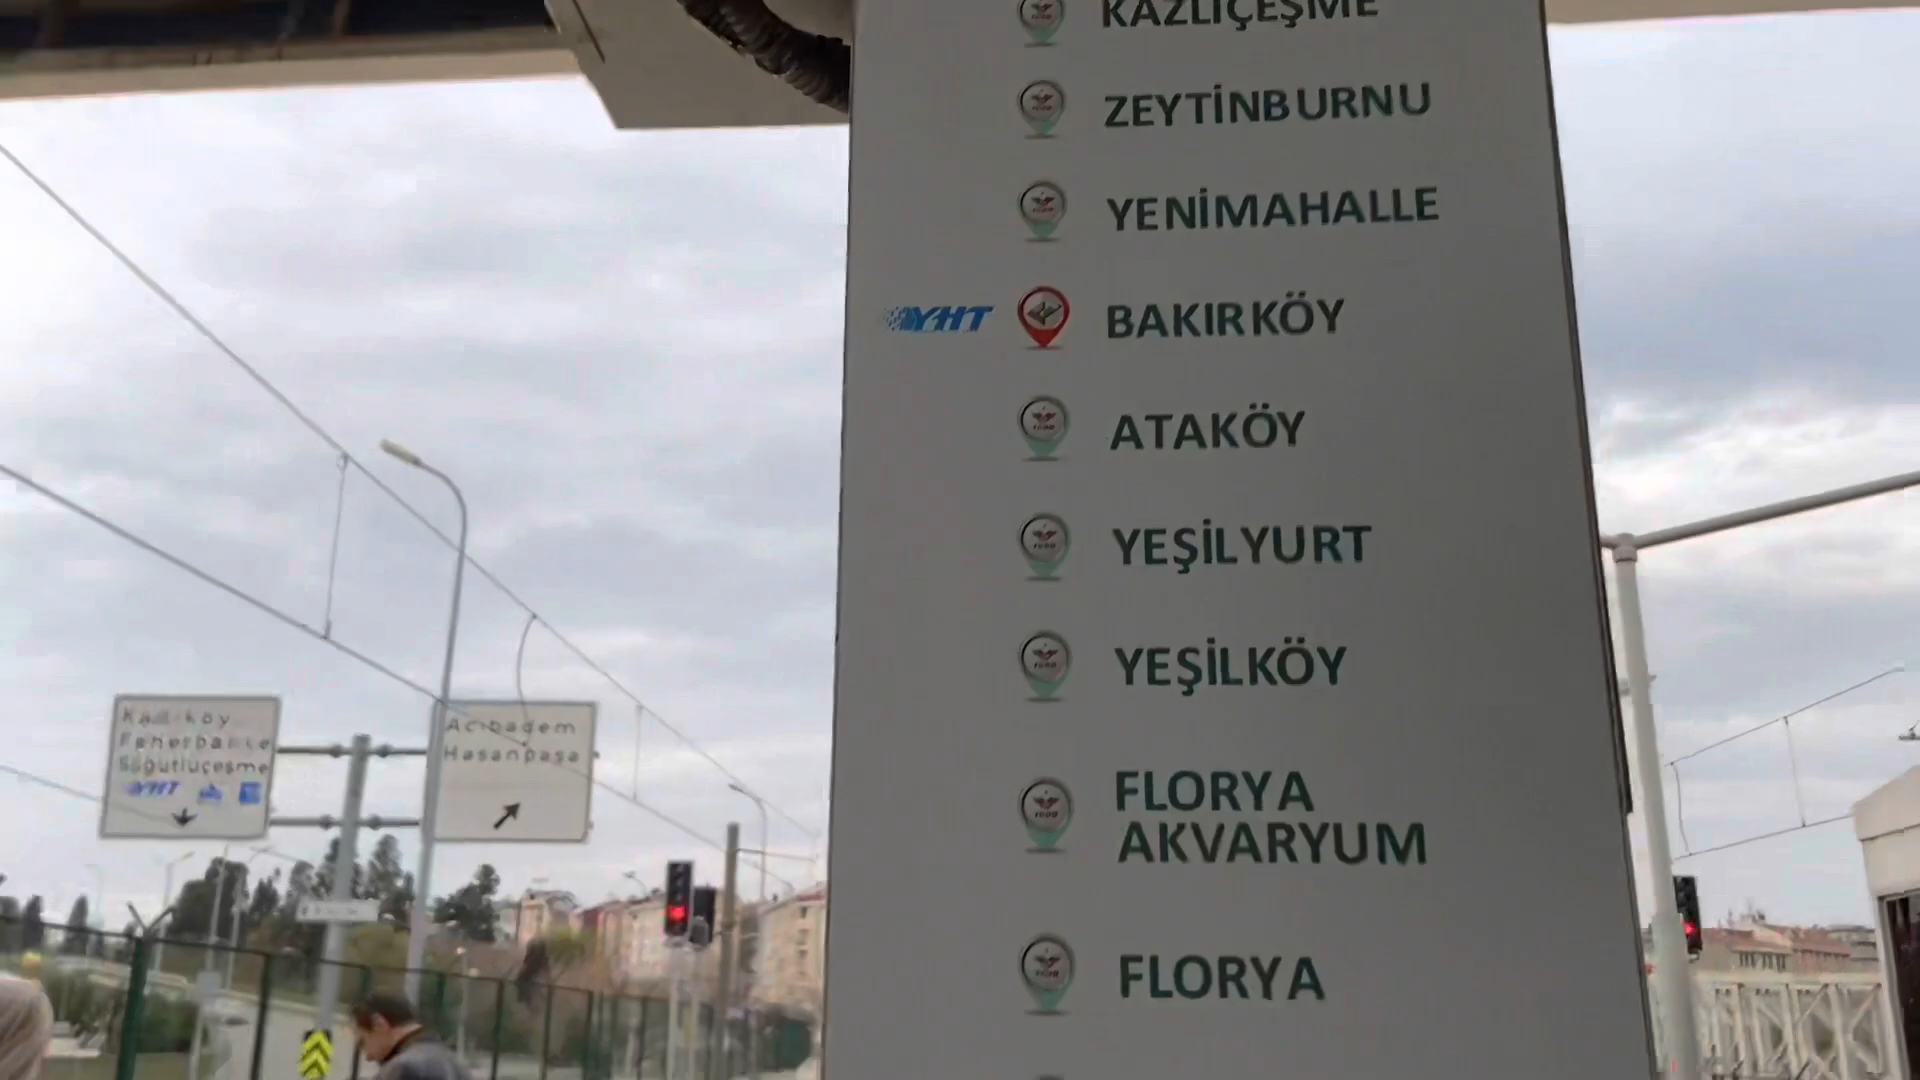 KAZLIÇEŞME
ZEYTİNBURNU
YENİMAHALLE
YHT BAKIRKÖY
ATAKÖY
YEŞİLYURT
YEŞİLKÖY
FLORYA
AKVARYUM
FLORYA
Kadıköy
Fenerbahçe
Söğütlüçeşme
YHT
Acıbadem
Hasanpaşa